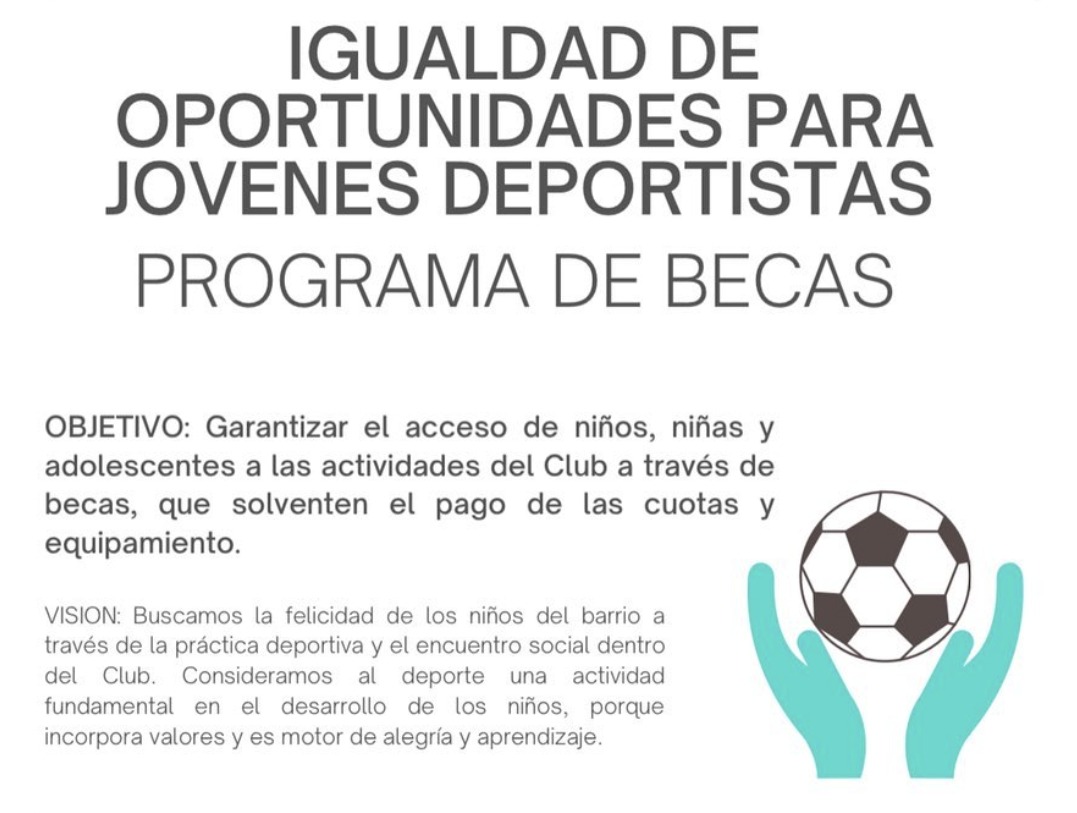 IGUALDAD DE
OPORTUNIDADES PARA
JOVENES DEPORTISTAS
PROGRAMA DE BECAS
OBJETIVO: Garantizar el acceso de niños, niñas y
adolescentes a las actividades del Club a través de
becas, que solventen el pago de las cuotas y
equipamiento.
VISION: Buscamos la felicidad de los niños del barrio a
través de la práctica deportiva y el encuentro social dentro
del Club. Consideramos al deporte una actividad
fundamental en el desarrollo de los niños, porque
incorpora valores y es motor de alegría y aprendizaje.